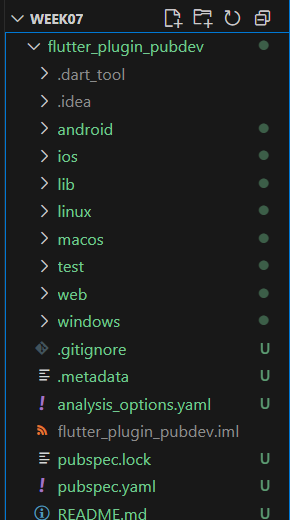 WEEK07
flutter_plugin_pubdev
.dart_tool
.idea
android
ios
lib
linux
macos
test
web
windows
.gitignore U
.metadata U
! analysis_options.yaml U
flutter_plugin_pubdev.iml
pubspec.lock U
! pubspec.yaml U
README.md U